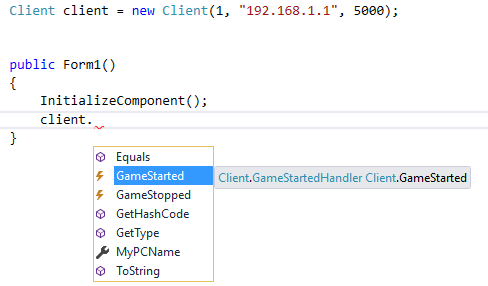 Client client = new Client(1, "192.168.1.1", 5000);
public Form1()
{
InitializeComponent();
client.
}
Equals
GameStarted
Client.GameStartedHandler Client.GameStarted
GameStopped
GetHashCode
GetType
MyPCName
ToString